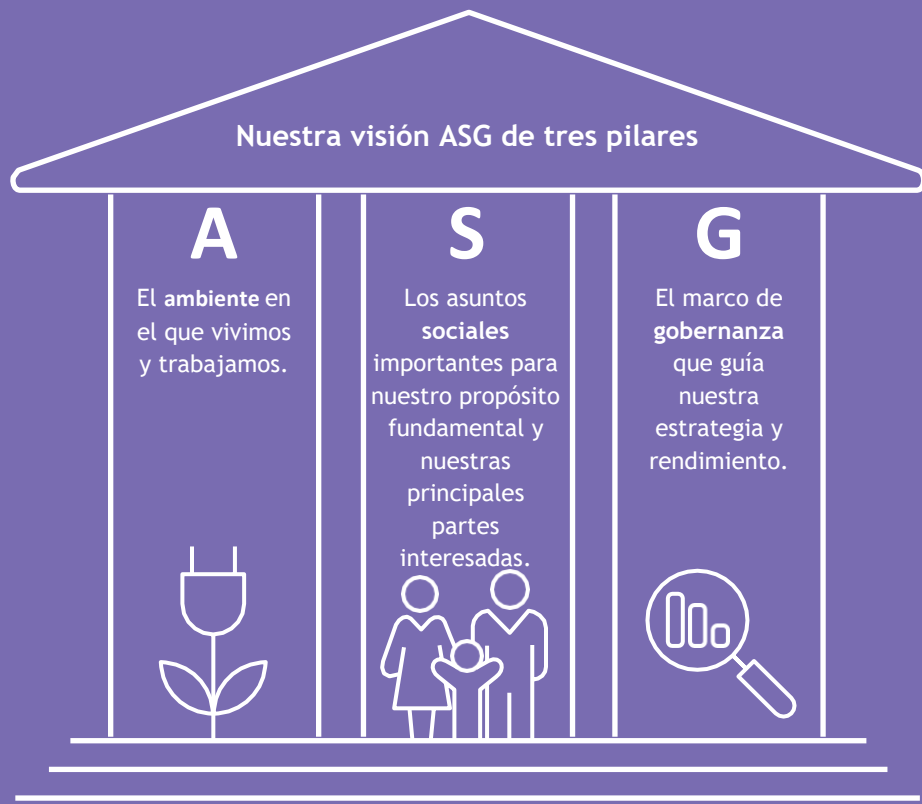 Nuestra visión ASG de tres pilares
A
El ambiente en
el que vivimos
y trabajamos.
S
Los asuntos
sociales
importantes para
nuestro propósito
fundamental y
nuestras
principales
partes
interesadas.
G
El marco de
gobernanza
que guía
nuestra
estrategia y
rendimiento.